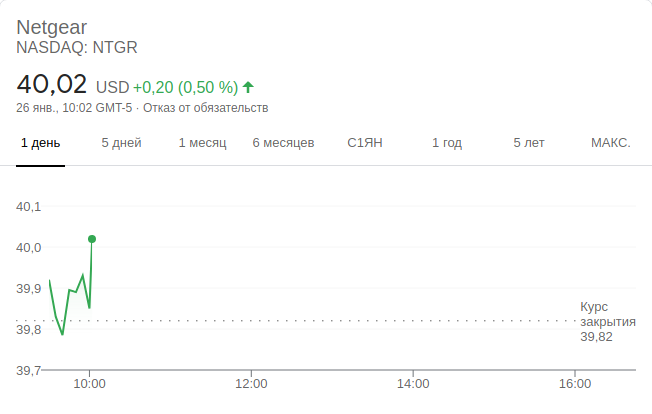 Netgear
NASDAQ: NTGR
40,02 USD +0,20 (0,50 %)
26 янв., 10:02 GMT-5 · Отказ от обязательств
1 день 5 дней 1 месяц 6 месяцев С1ЯН 1 год 5 лет МАКС.
40,1
40,0
39,9
39,8
39,7
Курс
закрытия
39,82
10:00 12:00 14:00 16:00